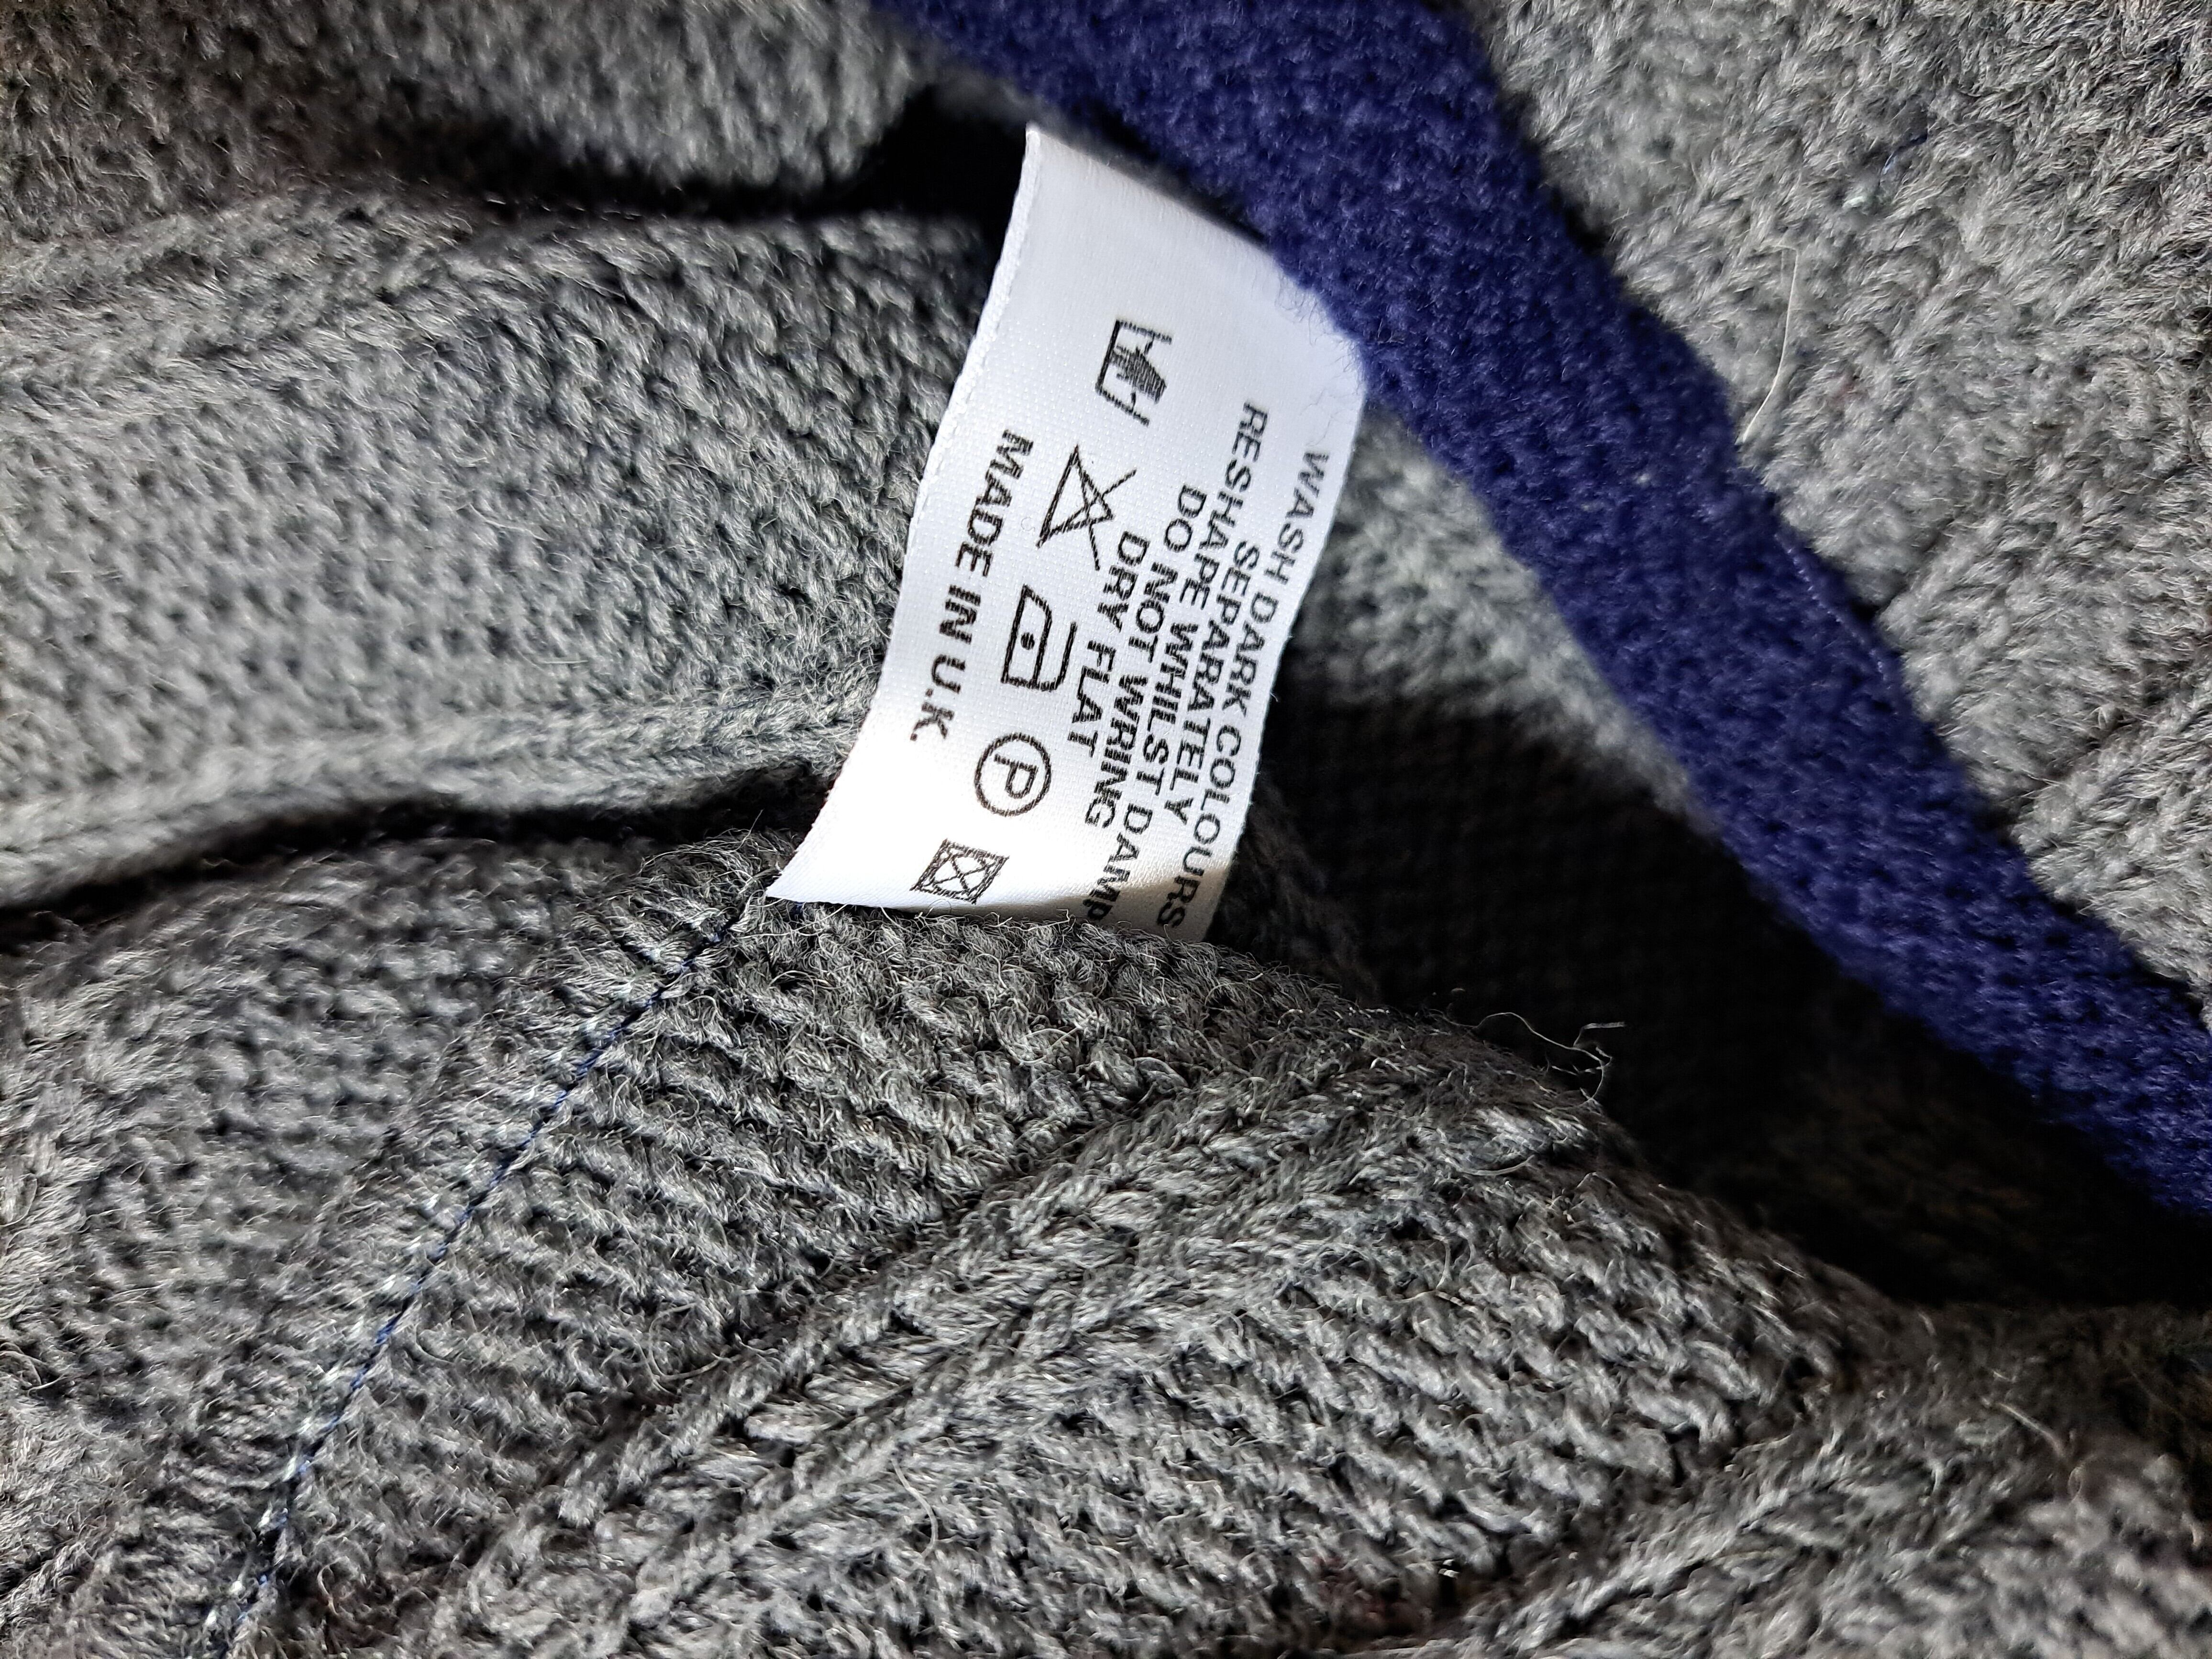 WASH DARK COLOURS
SEPARATELY
RESHAPE WHILST DAMP
DO NOT WRING
DRY FLAT
P
MADE IN U.K.